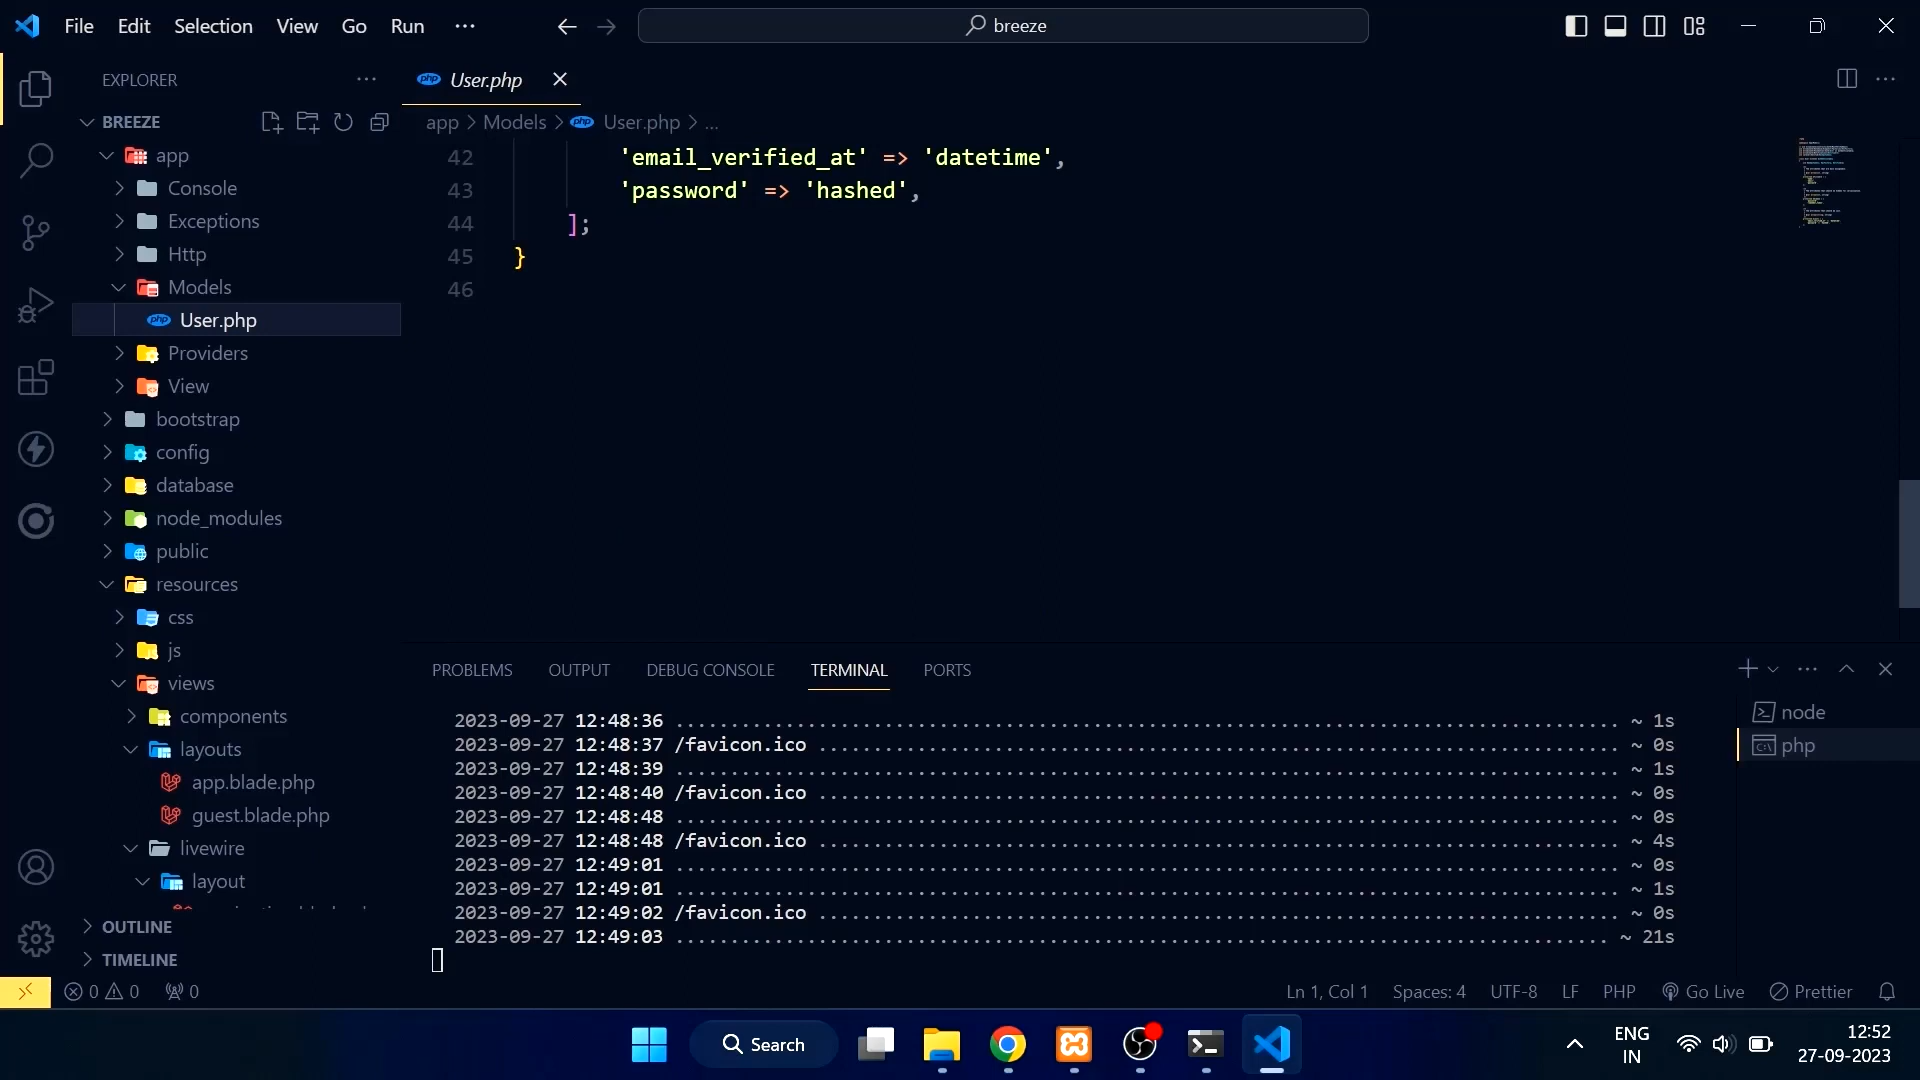 File Edit Selection View Go Run ...
breeze
EXPLORER ...
User.php
BREEZE
app > Models > User.php > ...
app
Console
Exceptions
Http
Models
User.php
Providers
View
bootstrap
config
database
node_modules
public
resources
css
js
views
components
layouts
app.blade.php
guest.blade.php
livewire
layout
OUTLINE
TIMELINE
42 'email_verified_at' => 'datetime',
43 'password' => 'hashed',
44 ];
45 }
46
PROBLEMS OUTPUT DEBUG CONSOLE TERMINAL PORTS
2023-09-27 12:48:36 ........ ~ 1s
2023-09-27 12:48:37 /favicon.ico ........ ~ 0s
2023-09-27 12:48:39 ........ ~ 1s
2023-09-27 12:48:40 /favicon.ico ........ ~ 0s
2023-09-27 12:48:48 ........ ~ 0s
2023-09-27 12:48:48 /favicon.ico ........ ~ 4s
2023-09-27 12:49:01 ........ ~ 0s
2023-09-27 12:49:01 ........ ~ 1s
2023-09-27 12:49:02 /favicon.ico ........ ~ 0s
2023-09-27 12:49:03 ........ ~ 21s
node
php
0 0 0
Ln 1, Col 1 Spaces: 4 UTF-8 LF PHP Go Live Prettier
Search
ENG
IN
12:52
27-09-2023